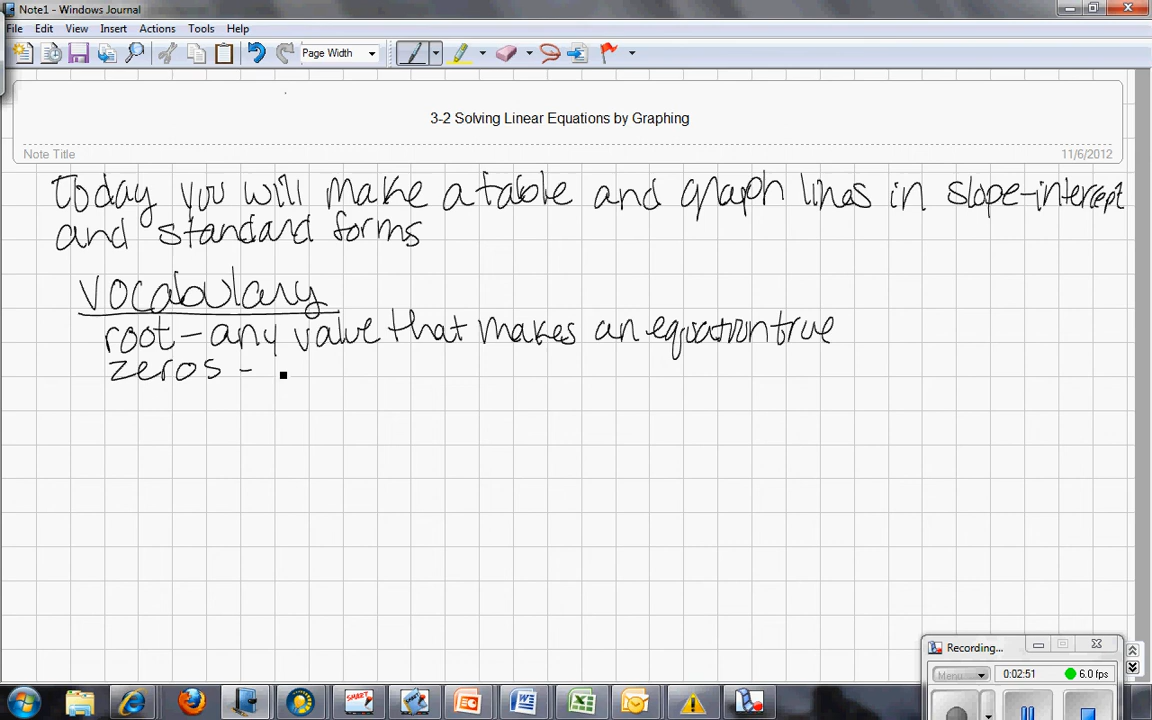 Note1 - Windows Journal
File Edit View Insert Actions Tools Help
Page Width
3-2 Solving Linear Equations by Graphing
Note Title
11/6/2012
Today you will make a table and graph lines in slope-intercept
and standard forms
Vocabulary
root - any value that makes an equation true
zeros -
Recording...
Menu
0:02:51
6.0 fps
SMART